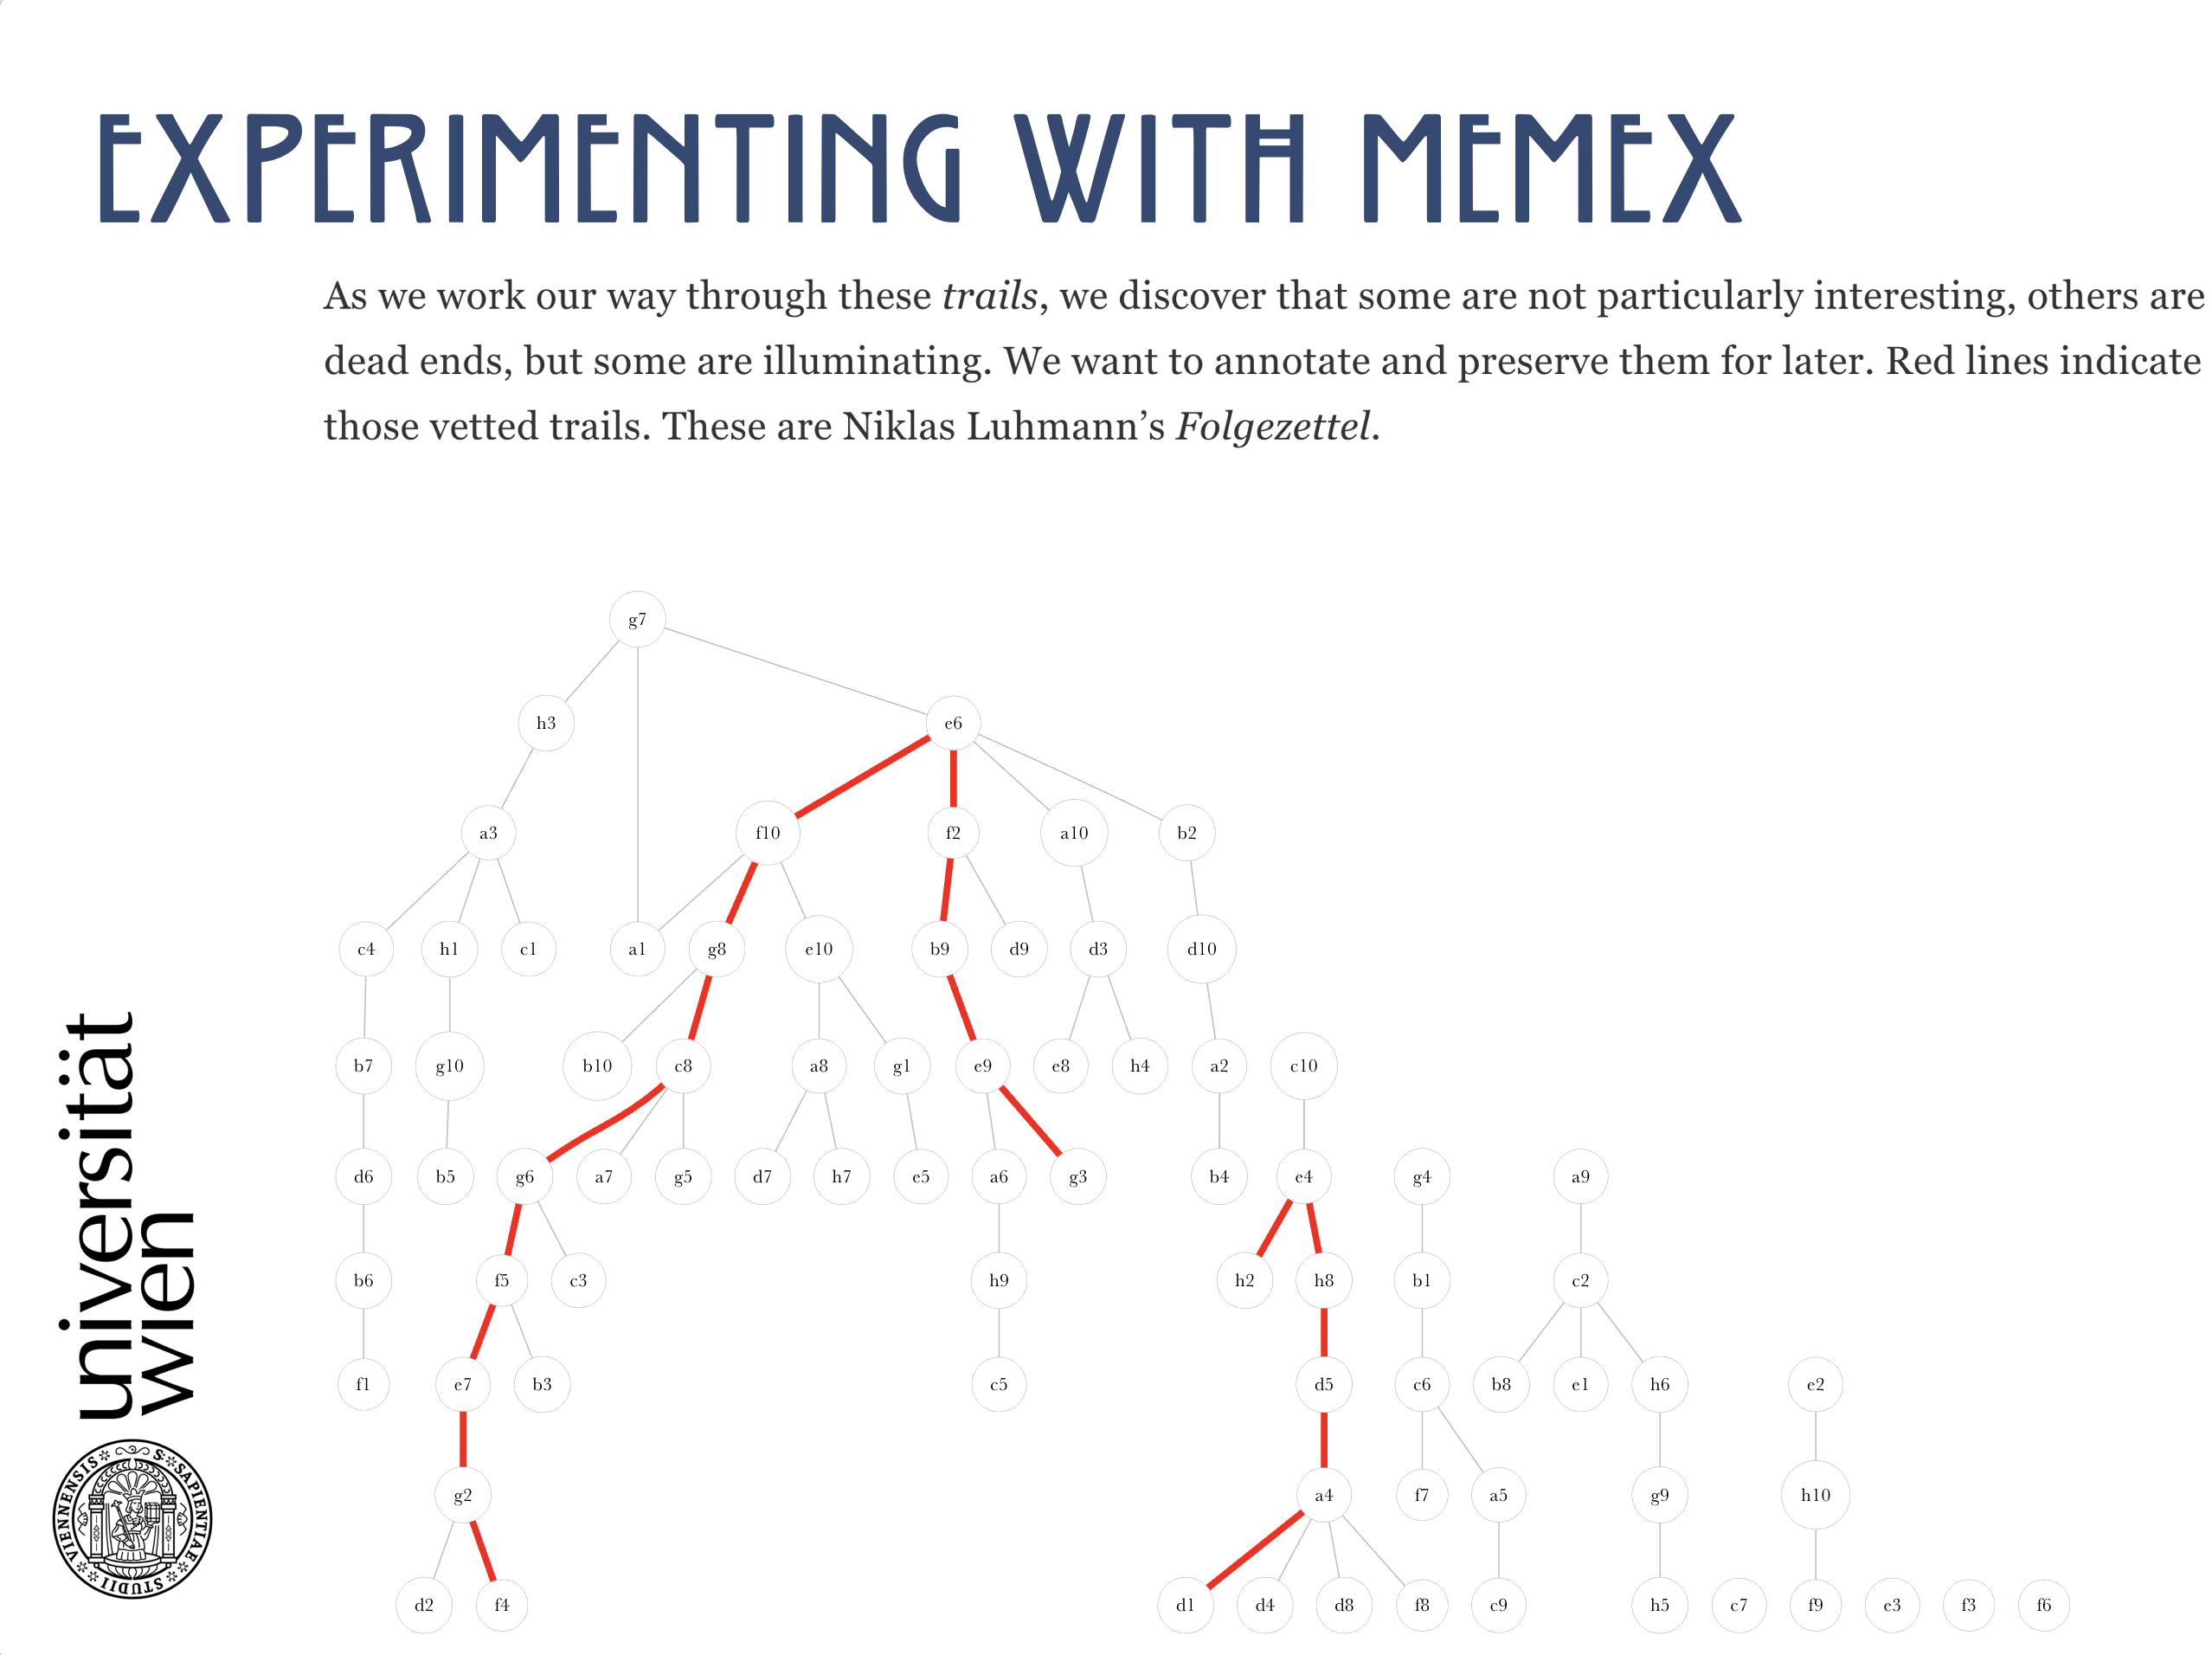 EXPERIMENTING WITH MEMEX
As we work our way through these trails, we discover that some are not particularly interesting, others are
dead ends, but some are illuminating. We want to annotate and preserve them for later. Red lines indicate
those vetted trails. These are Niklas Luhmann’s Folgezettel.
g7
h3 e6
a3 f10 f2 a10 b2
c4 h1 c1 a1 g8 e10 b9 d9 d3 d10
b7 g10 b10 c8 a8 g1 e9 e8 h4 a2 c10
d6 b5 g6 a7 g5 d7 h7 e5 a6 g3 b4 e4 g4 a9
b6 f5 c3 h9 h2 h8 b1 c2
f1 e7 b3 c5 d5 c6 b8 e1 h6 e2
g2 a4 f7 a5 g9 h10
d2 f4 d1 d4 d8 f8 c9 h5 c7 f9 e3 f3 f6
universität
wien
S·SAPIENTIAE STUDII VIENNENSIS